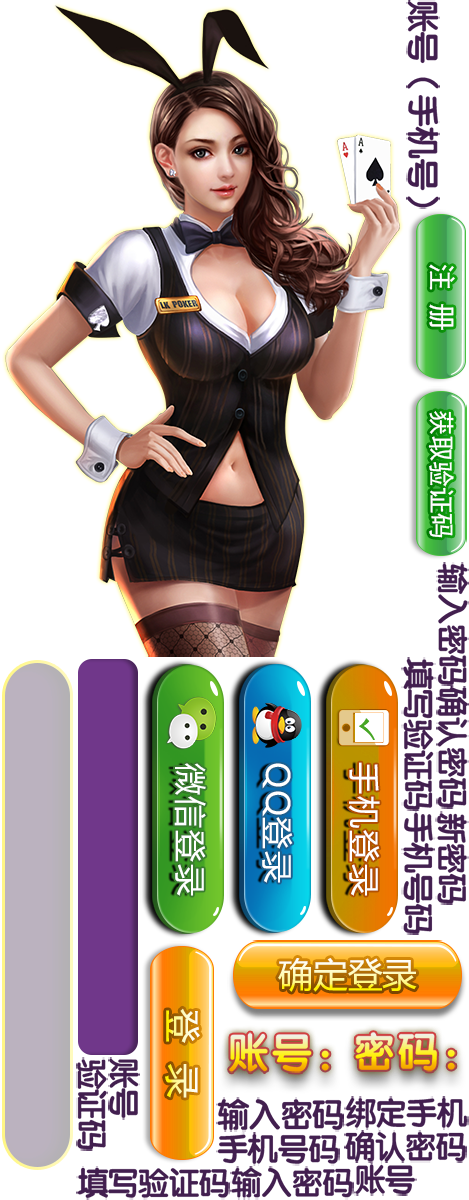 账号（手机号）
A
A
LK POKER
注册
获取验证码
输入密码确认密码 新密码
填写验证码 手机号码
手机登录
QQ登录
微信登录
确定登录
登录
账号：密码：
账号
验证码
输入密码 绑定手机
手机号码 确认密码
填写验证码 输入密码 账号